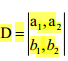 D = |a₁, a₂|
|b₁, b₂|